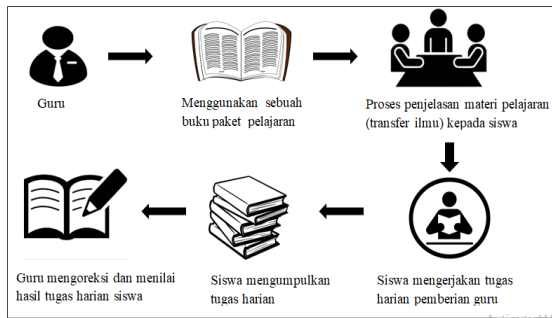 Guru
Menggunakan sebuah
buku paket pelajaran
Proses penjelasan materi pelajaran
(transfer ilmu) kepada siswa
Guru mengoreksi dan menilai
hasil tugas harian siswa
Siswa mengumpulkan
tugas harian
Siswa mengerjakan tugas
harian pemberian guru